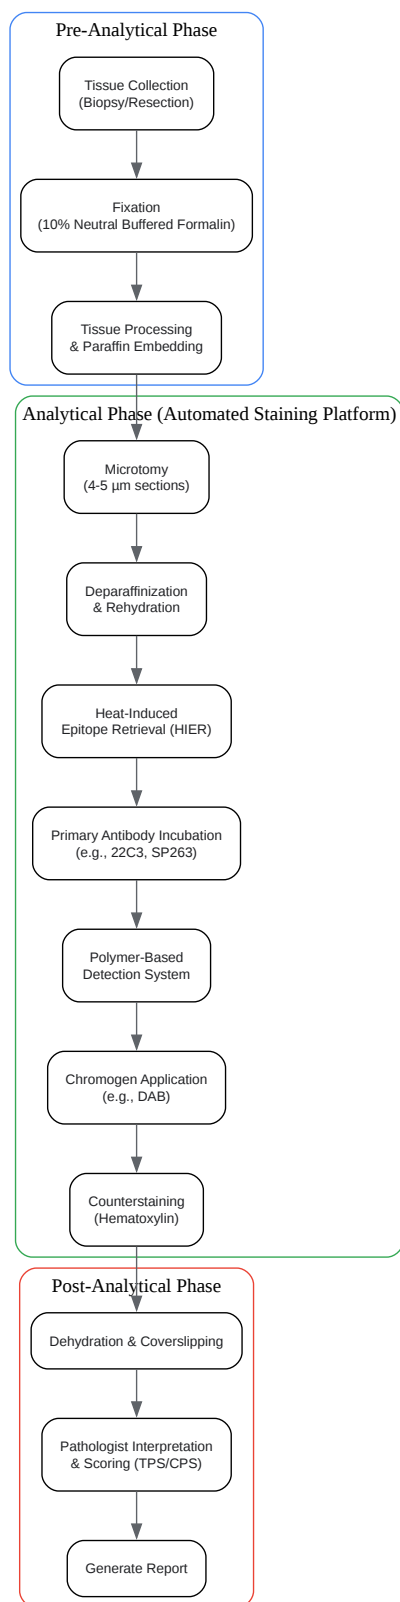 Pre-Analytical Phase
Tissue Collection
(Biopsy/Resection)
Fixation
(10% Neutral Buffered Formalin)
Tissue Processing
& Paraffin Embedding
Analytical Phase (Automated Staining Platform)
Microtomy
(4-5 µm sections)
Deparaffinization
& Rehydration
Heat-Induced
Epitope Retrieval (HIER)
Primary Antibody Incubation
(e.g., 22C3, SP263)
Polymer-Based
Detection System
Chromogen Application
(e.g., DAB)
Counterstaining
(Hematoxylin)
Post-Analytical Phase
Dehydration & Coverslipping
Pathologist Interpretation
& Scoring (TPS/CPS)
Generate Report